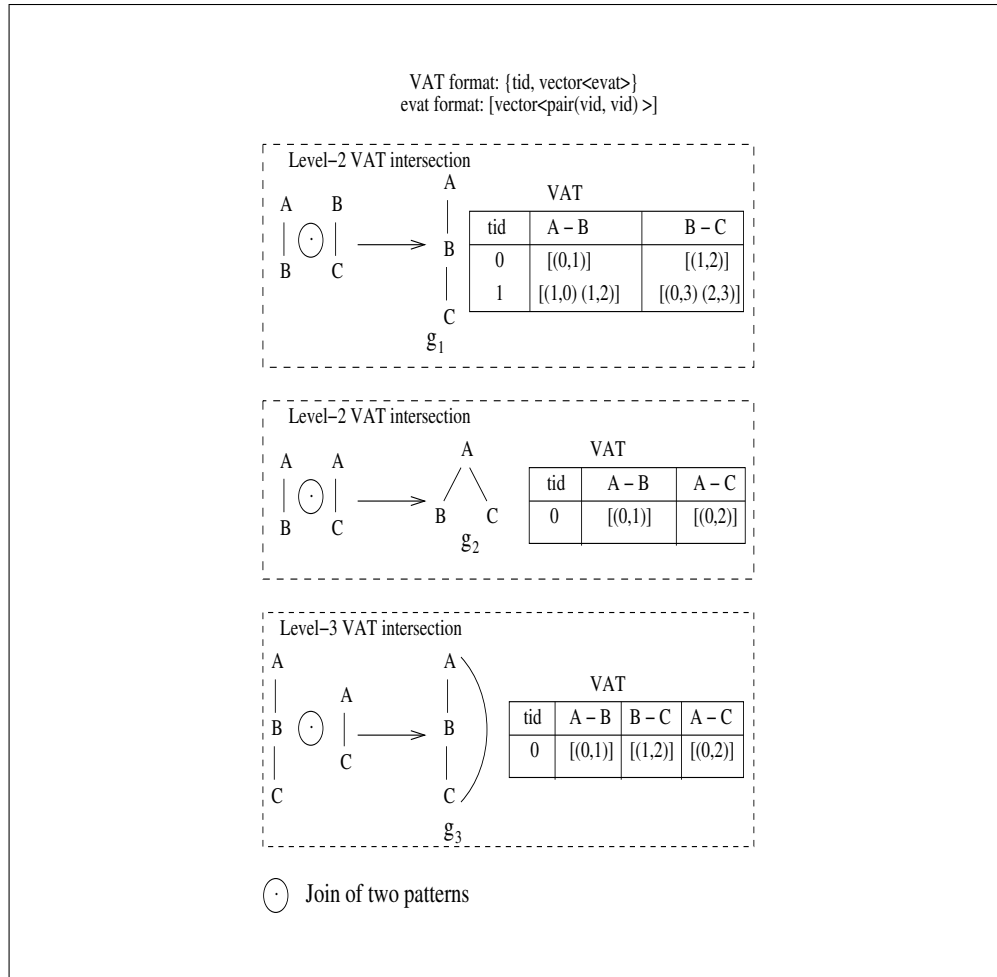 VAT format: {tid, vector<evat>}
evat format: [vector<pair(vid, vid) >]
Level-2 VAT intersection
A
VAT
A B
tid A – B B – C
B
0 [(0,1)] [(1,2)]
B C
1 [(1,0) (1,2)] [(0,3) (2,3)]
C
g1
Level-2 VAT intersection
A
VAT
A A
tid A – B A – C
B C
0 [(0,1)] [(0,2)]
B C
g2
Level-3 VAT intersection
A
A
VAT
A
tid A – B B – C A – C
B
B
0 [(0,1)] [(1,2)] [(0,2)]
C
C
C
g3
Join of two patterns